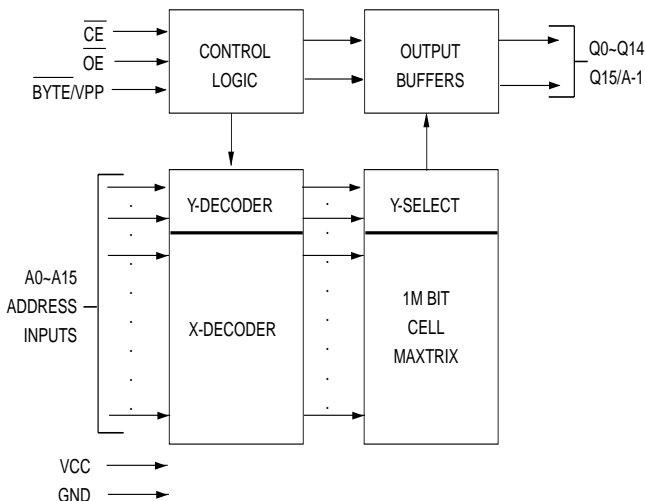 CE
OE
BYTE/VPP
CONTROL
LOGIC
OUTPUT
BUFFERS
Q0~Q14
Q15/A-1
A0~A15
ADDRESS
INPUTS
Y-DECODER
X-DECODER
Y-SELECT
1M BIT
CELL
MAXTRIX
VCC
GND